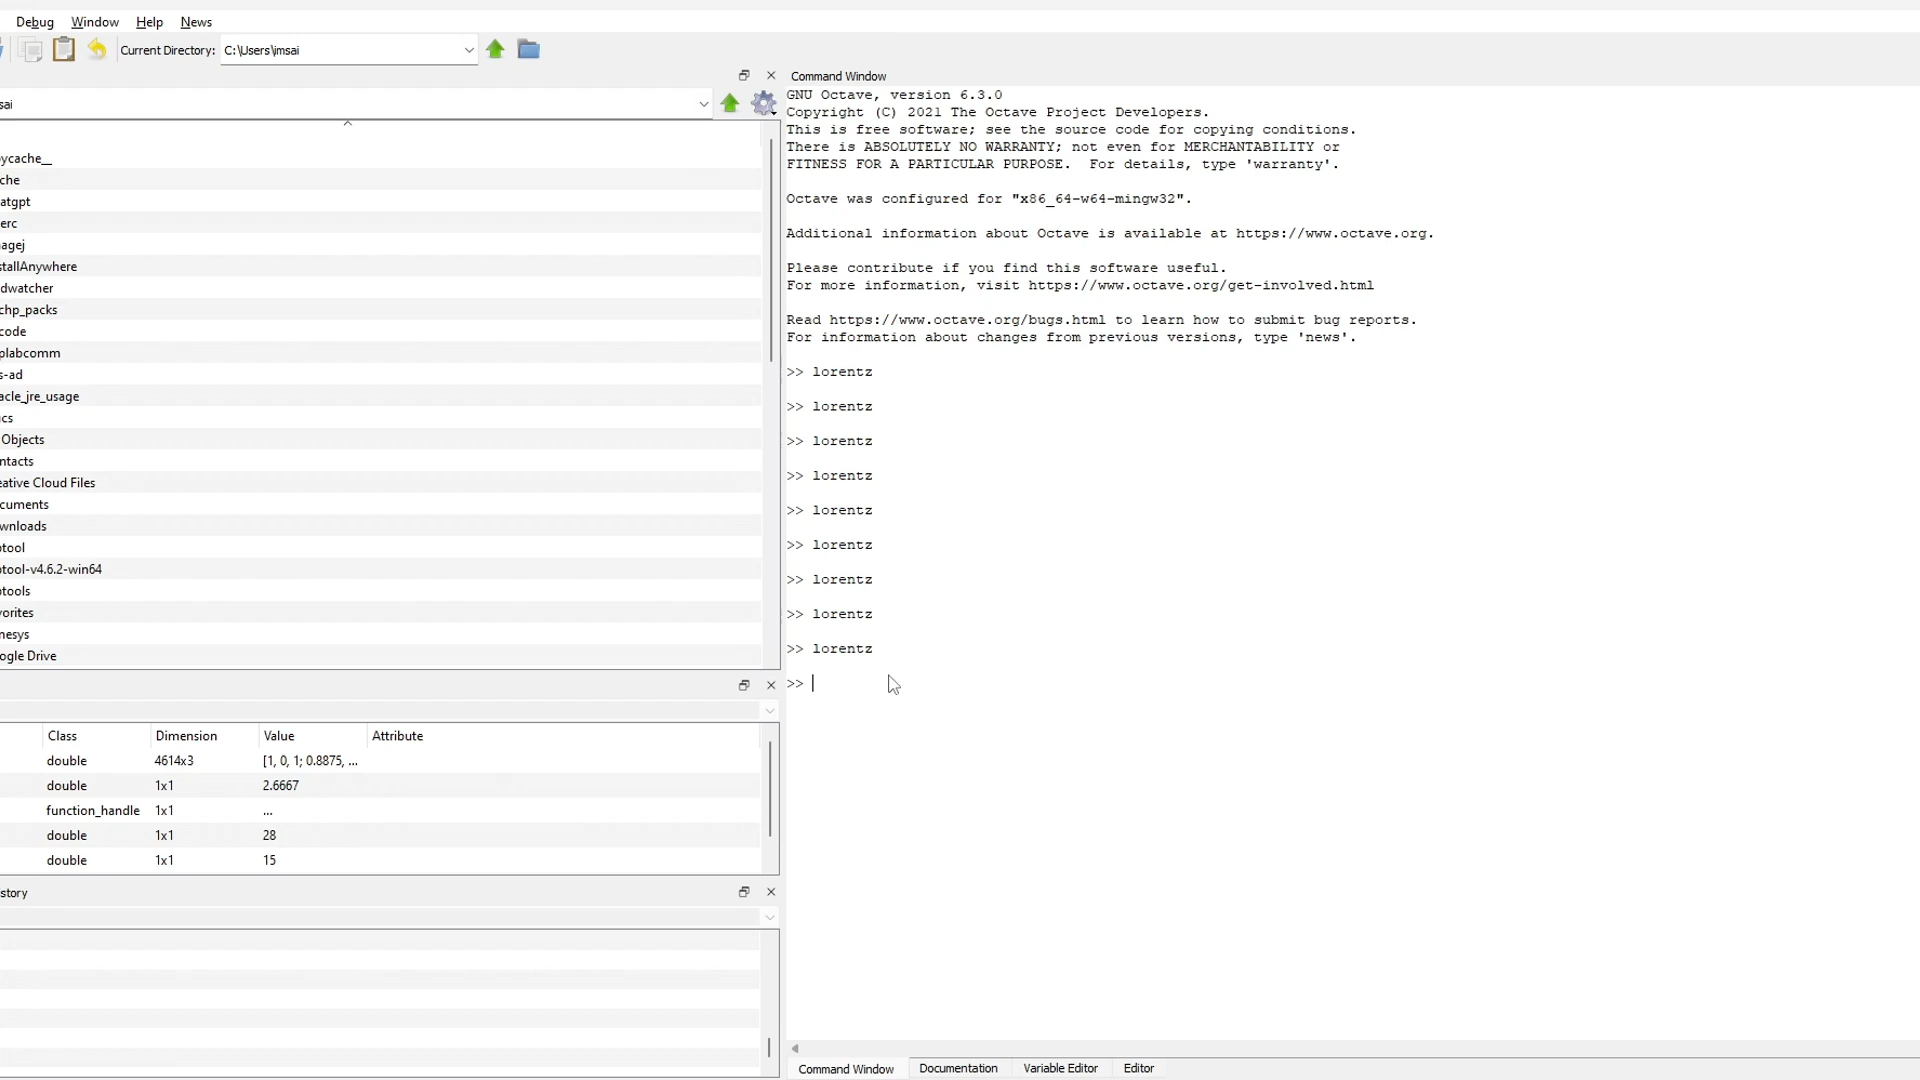 Debug Window Help News
Current Directory: C:\Users\jmsai
sai
ycache__
che
atgpt
erc
agej
stallAnywhere
dwatcher
chp_packs
code
plabcomm
s-ad
acle_jre_usage
ics
Objects
ntacts
eative Cloud Files
cuments
wnloads
otool
otool-v4.6.2-win64
otools
vorites
nesys
ogle Drive
Class Dimension Value Attribute
double 4614x3 [1, 0, 1; 0.8875, ...
double 1x1 2.6667
function_handle 1x1 ...
double 1x1 28
double 1x1 15
story
Command Window
GNU Octave, version 6.3.0
Copyright (C) 2021 The Octave Project Developers.
This is free software; see the source code for copying conditions.
There is ABSOLUTELY NO WARRANTY; not even for MERCHANTABILITY or
FITNESS FOR A PARTICULAR PURPOSE.  For details, type 'warranty'.
Octave was configured for "x86_64-w64-mingw32".
Additional information about Octave is available at https://www.octave.org.
Please contribute if you find this software useful.
For more information, visit https://www.octave.org/get-involved.html
Read https://www.octave.org/bugs.html to learn how to submit bug reports.
For information about changes from previous versions, type 'news'.
>> lorentz
>> lorentz
>> lorentz
>> lorentz
>> lorentz
>> lorentz
>> lorentz
>> lorentz
>> lorentz
>>
Command Window Documentation Variable Editor Editor